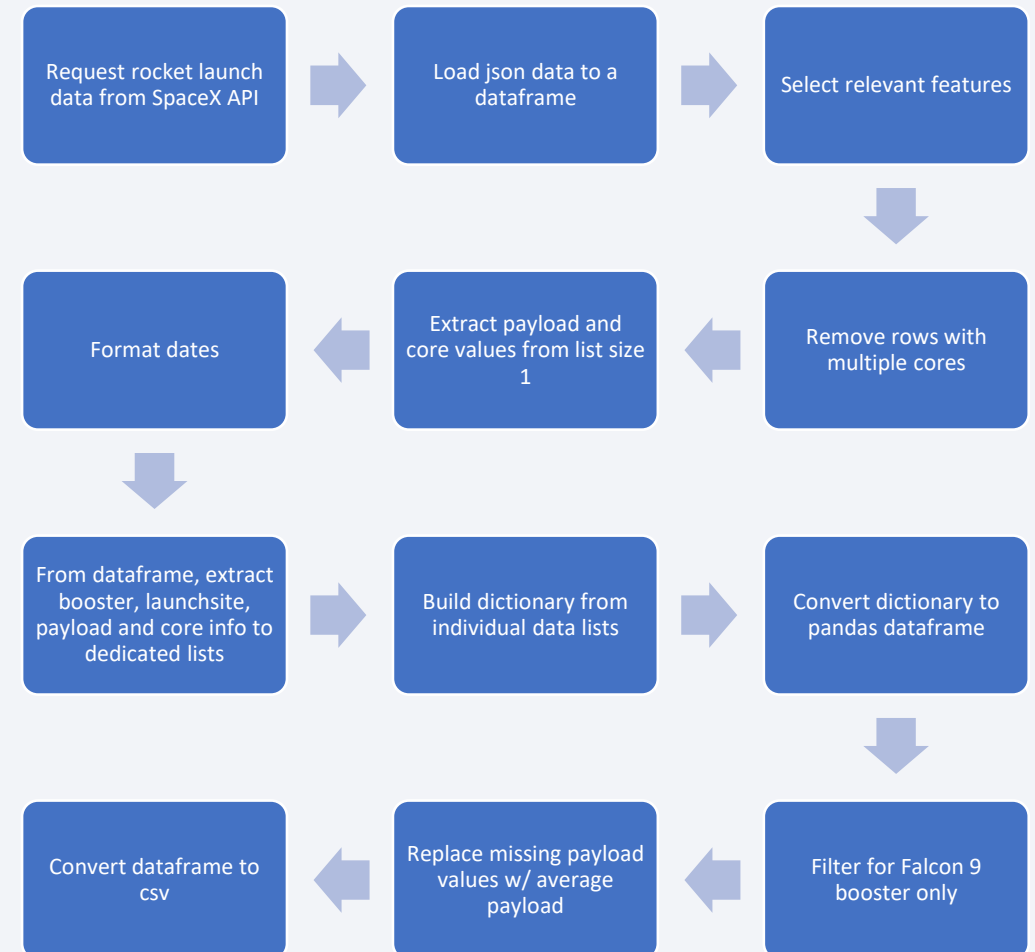 Request rocket launch
data from SpaceX API
Load json data to a
dataframe
Select relevant features
Remove rows with
multiple cores
Extract payload and
core values from list size
1
Format dates
From dataframe, extract
booster, launchsite,
payload and core info to
dedicated lists
Build dictionary from
individual data lists
Convert dictionary to
pandas dataframe
Filter for Falcon 9
booster only
Replace missing payload
values w/ average
payload
Convert dataframe to
csv